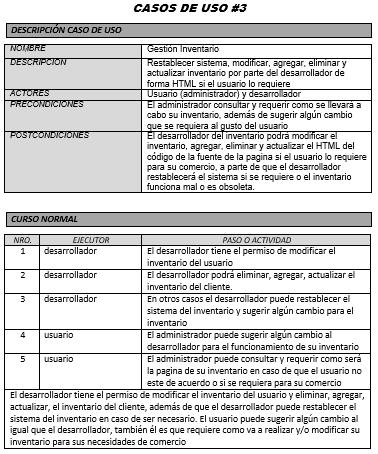 CASOS DE USO #3
DESCRIPCIÓN CASO DE USO
NOMBRE Gestión Inventario
DESCRIPCION Restablecer sistema, modificar, agregar, eliminar y
actualizar inventario por parte del desarrollador de
forma HTML si el usuario lo requiere
ACTORES Usuario (administrador) y desarrollador
PRECONDICIONES El administrador consultar y requerir como se llevará a
cabo su inventario, además de sugerir algún cambio
que se requiera al gusto del usuario
POSTCONDICIONES El desarrollador del inventario podrá modificar el
inventario, agregar, eliminar y actualizar el HTML del
código de la fuente de la pagina si el usuario lo requiere
para su comercio, a parte de que el desarrollador
restablecerá el sistema si se requiere o el inventario
funciona mal o es obsoleta.
CURSO NORMAL
NRO. EJECUTOR PASO O ACTIVIDAD
1 desarrollador El desarrollador tiene el permiso de modificar el
inventario del usuario
2 desarrollador El desarrollador podrá eliminar, agregar, actualizar el
inventario del cliente.
3 desarrollador En otros casos el desarrollador puede restablecer el
sistema del inventario y sugerir algún cambio para el
inventario
4 usuario El administrador puede sugerir algún cambio al
desarrollador para el funcionamiento de su inventario
5 usuario El administrador puede consultar y requerir como será
la pagina de su inventario en caso de que el usuario no
este de acuerdo o si se requiera para su comercio
El desarrollador tiene el permiso de modificar el inventario del usuario y eliminar, agregar,
actualizar, el inventario del cliente, además de que el desarrollador puede restablecer el
sistema del inventario en caso de ser necesario. El usuario puede sugerir algún cambio al
igual que el desarrollador, también él es que requiere como va a realizar y/o modificar su
inventario para sus necesidades de comercio